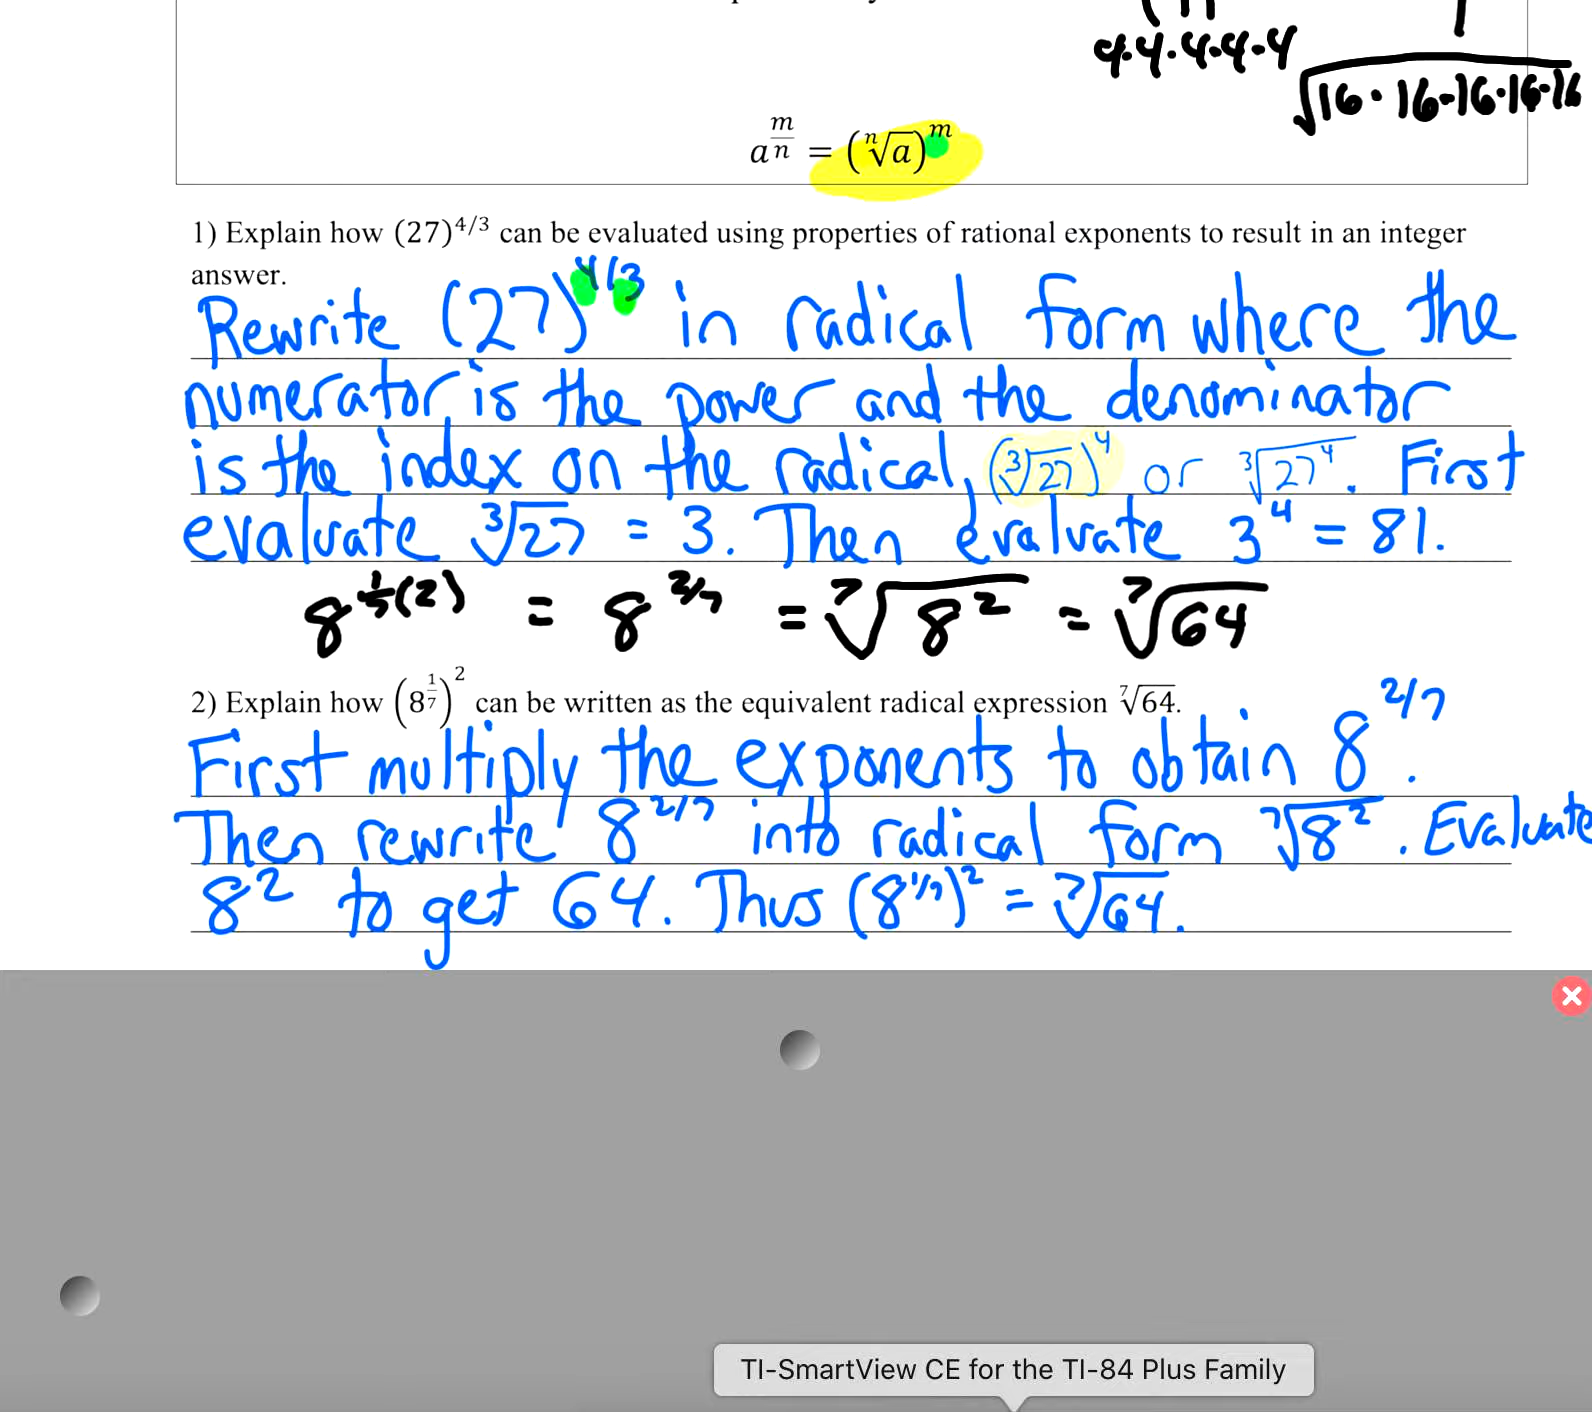 4·4·4·4·4
√16·16·16·16·16
a^(m/n) = (ⁿ√a)^m
1) Explain how (27)^4/3 can be evaluated using properties of rational exponents to result in an integer
answer.
Rewrite (27)^4/3 in radical form where the
numerator is the power and the denominator
is the index on the radical, (³√27)⁴ or ³√27⁴. First
evaluate ³√27 = 3. Then evaluate 3⁴ = 81.
8^(1/7(2)) = 8^2/7 = ⁷√8² = ⁷√64
2) Explain how (8^(1/7))² can be written as the equivalent radical expression ⁷√64.
First multiply the exponents to obtain 8^2/7.
Then rewrite 8^2/7 into radical form ⁷√8². Evaluate
8² to get 64. Thus (8^1/7)² = ⁷√64.
TI-SmartView CE for the TI-84 Plus Family